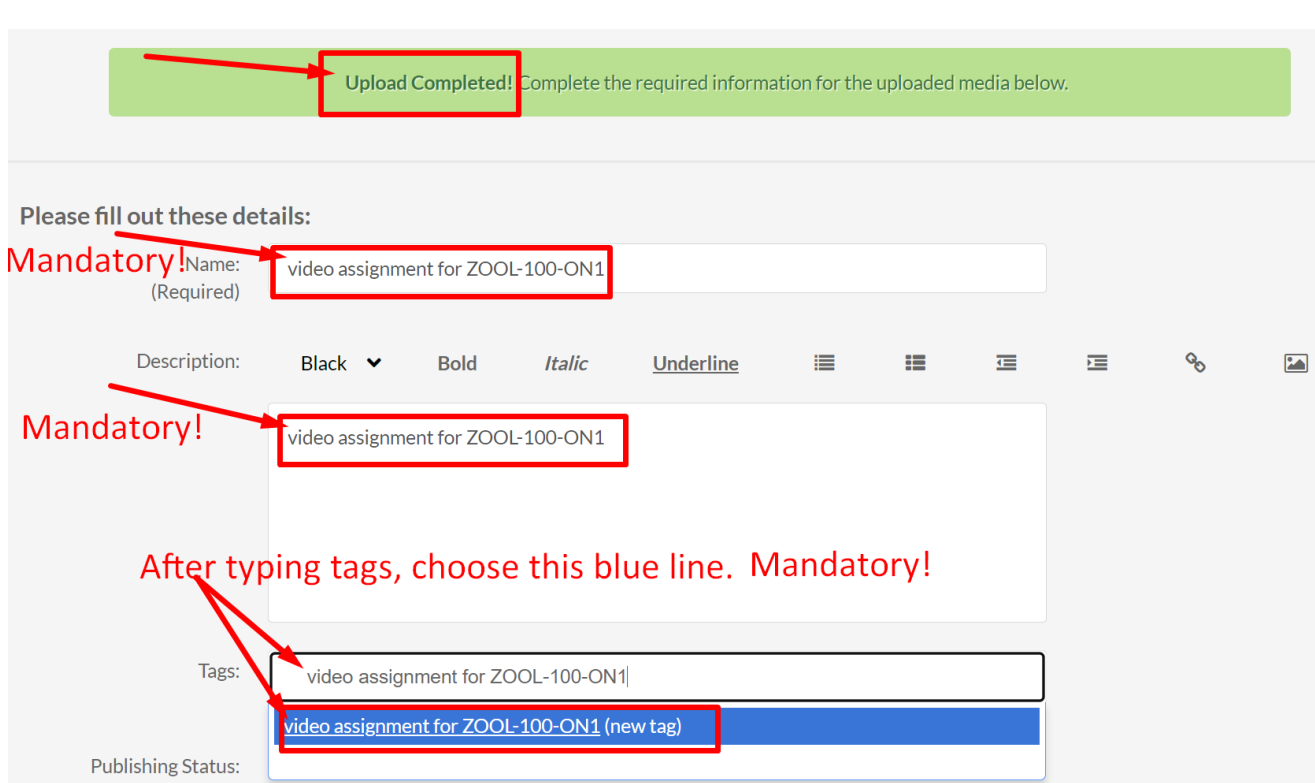 Upload Completed! Complete the required information for the uploaded media below.
Please fill out these details:
Mandatory!
Name:
(Required)
video assignment for ZOOL-100-ON1
Description:
Black Bold Italic Underline
Mandatory!
video assignment for ZOOL-100-ON1
After typing tags, choose this blue line. Mandatory!
Tags:
video assignment for ZOOL-100-ON1
video assignment for ZOOL-100-ON1 (new tag)
Publishing Status: